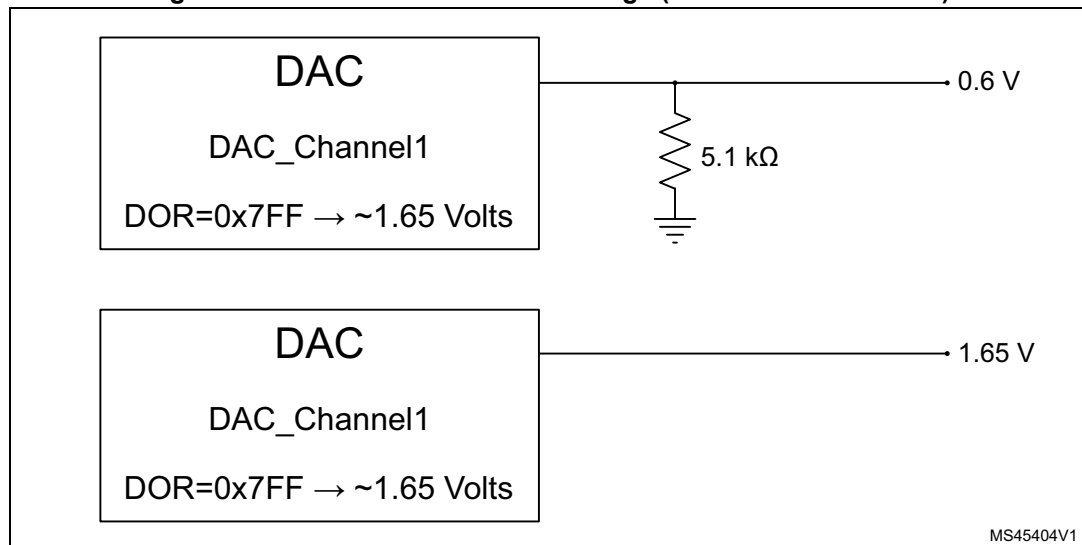 DAC
DAC_Channel1
DOR=0x7FF → ~1.65 Volts
0.6 V
5.1 kΩ
DAC
DAC_Channel1
DOR=0x7FF → ~1.65 Volts
1.65 V
MS45404V1